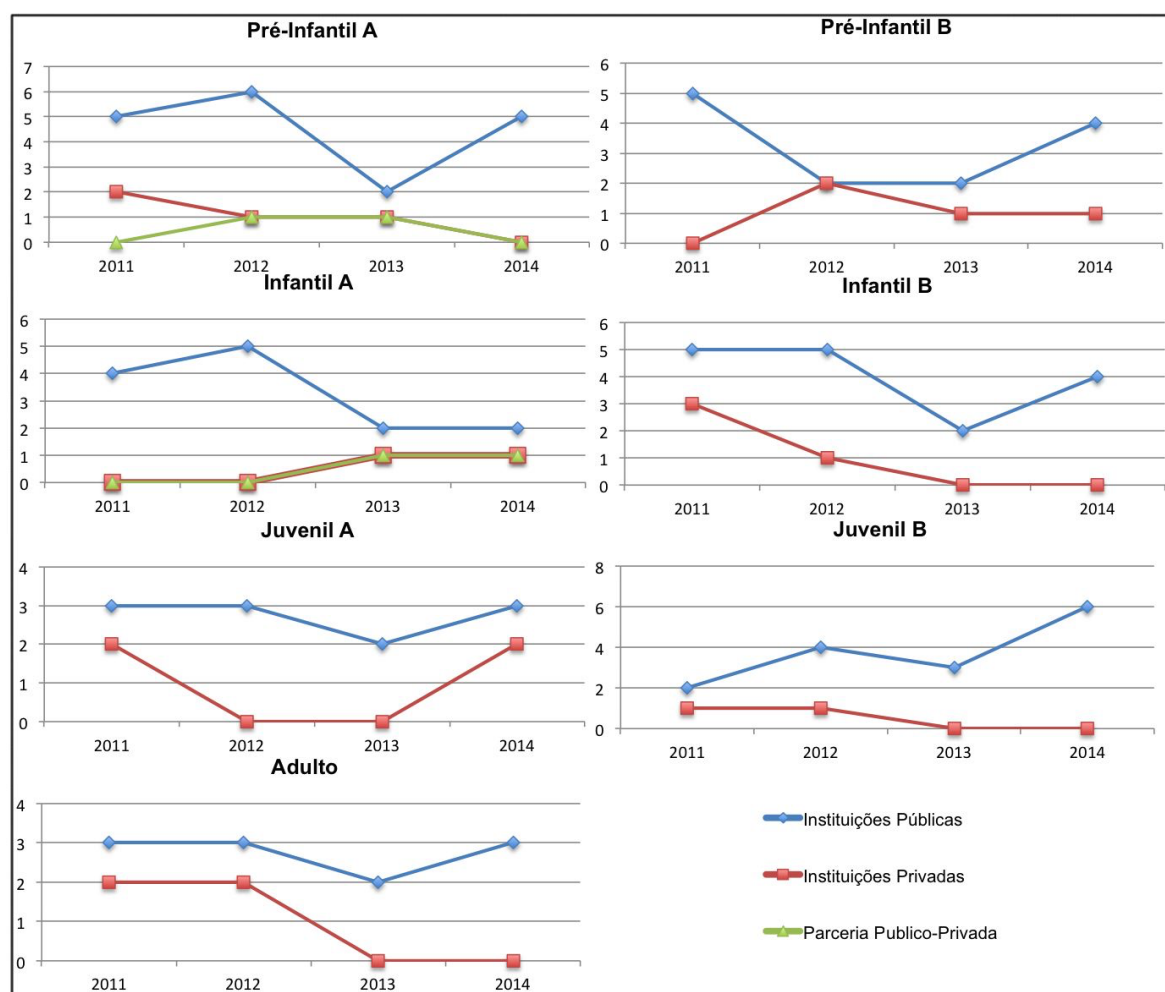 Pré-Infantil A
7
6
5
4
3
2
1
0
2011 2012 2013 2014
Pré-Infantil B
6
5
4
3
2
1
0
2011 2012 2013 2014
Infantil A
6
5
4
3
2
1
0
2011 2012 2013 2014
Infantil B
6
5
4
3
2
1
0
2011 2012 2013 2014
Juvenil A
4
3
2
1
0
2011 2012 2013 2014
Juvenil B
8
6
4
2
0
2011 2012 2013 2014
Adulto
4
3
2
1
0
2011 2012 2013 2014
Instituições Públicas
Instituições Privadas
Parceria Publico-Privada